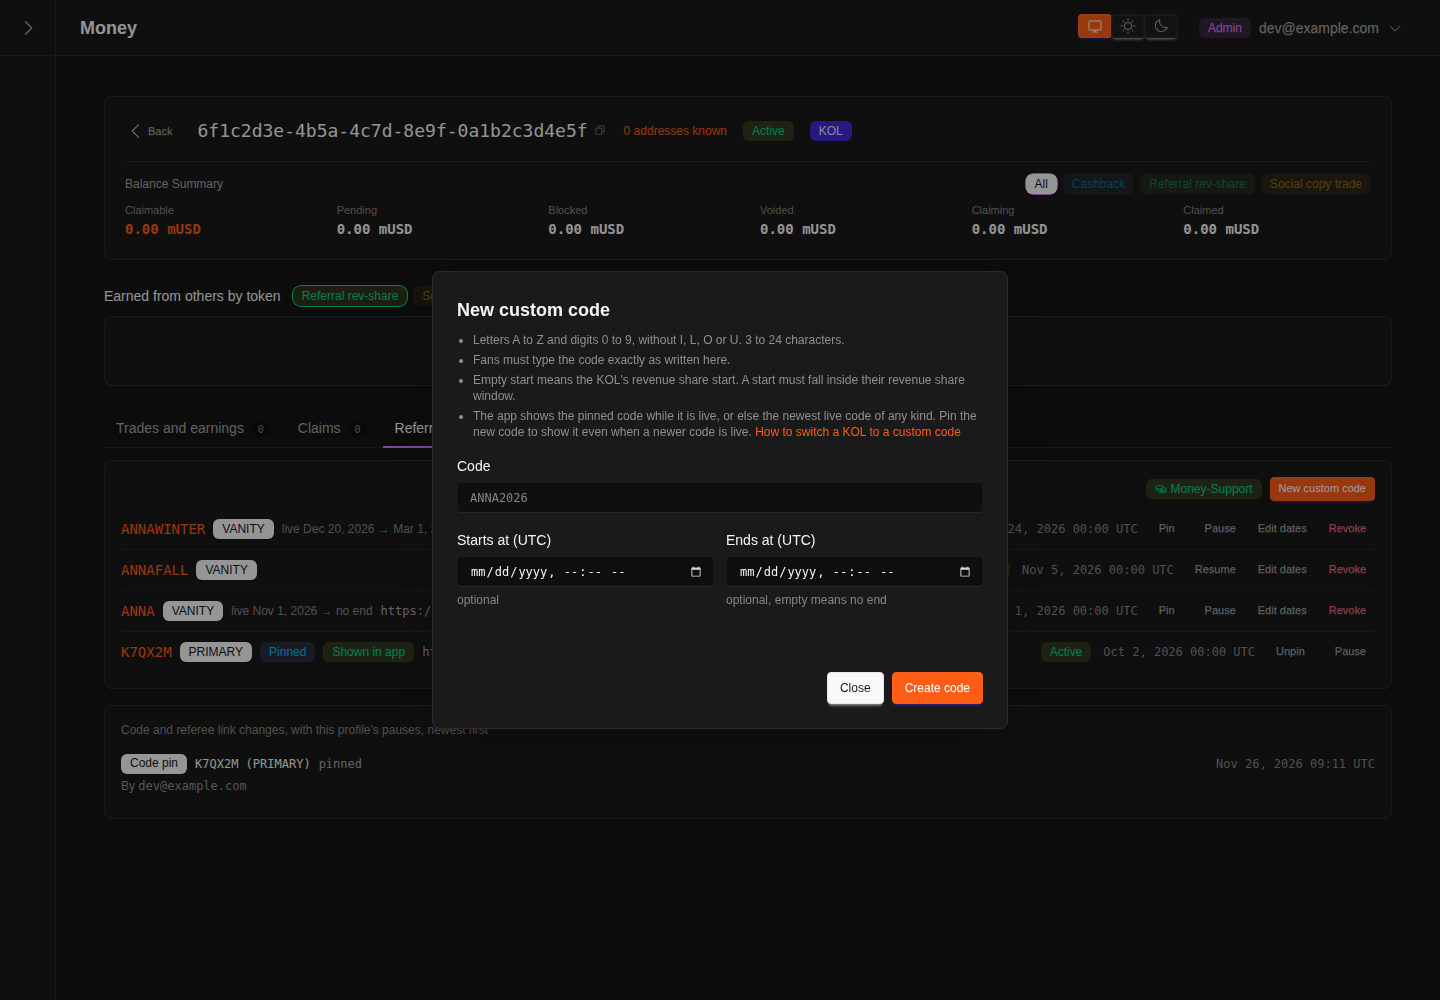 Money
Admin dev@example.com
Back 6f1c2d3e-4b5a-4c7d-8e9f-0a1b2c3d4e5f 0 addresses known Active KOL
Balance Summary All Cashback Referral rev-share Social copy trade
Claimable Pending Blocked Voided Claiming Claimed
0.00 mUSD 0.00 mUSD 0.00 mUSD 0.00 mUSD 0.00 mUSD 0.00 mUSD
Earned from others by token Referral rev-share
New custom code
Letters A to Z and digits 0 to 9, without I, L, O or U. 3 to 24 characters.
Fans must type the code exactly as written here.
Empty start means the KOL's revenue share start. A start must fall inside their revenue share
window.
The app shows the pinned code while it is live, or else the newest live code of any kind. Pin the
new code to show it even when a newer code is live. How to switch a KOL to a custom code
Code
ANNA2026
Starts at (UTC) Ends at (UTC)
mm/dd/yyyy, --:-- -- mm/dd/yyyy, --:-- --
optional optional, empty means no end
Close Create code
Trades and earnings 0 Claims 0
Money-Support New custom code
ANNAWINTER VANITY live Dec 20, 2026 → Mar 1, 24, 2026 00:00 UTC Pin Pause Edit dates Revoke
ANNAFALL VANITY Nov 5, 2026 00:00 UTC Resume Edit dates Revoke
ANNA VANITY live Nov 1, 2026 → no end https:/ 1, 2026 00:00 UTC Pin Pause Edit dates Revoke
K7QX2M PRIMARY Pinned Shown in app Active Oct 2, 2026 00:00 UTC Unpin Pause
Code and referee link changes, with this profile's pauses, newest first
Code pin K7QX2M (PRIMARY) pinned Nov 26, 2026 09:11 UTC
By dev@example.com